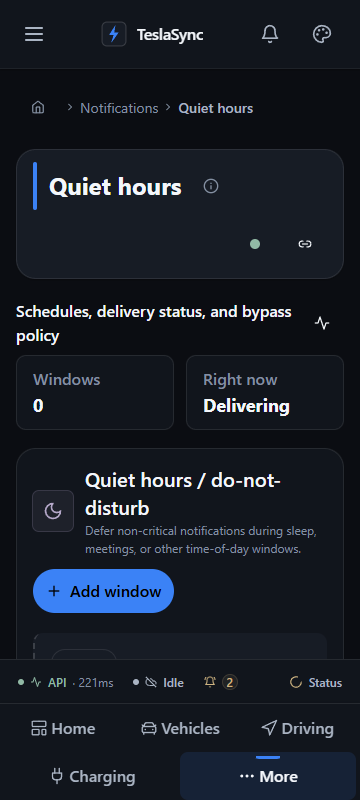 TeslaSync
Notifications > Quiet hours
Quiet hours
Schedules, delivery status, and bypass
policy
Windows
0
Right now
Delivering
Quiet hours / do-not-
disturb
Defer non-critical notifications during sleep,
meetings, or other time-of-day windows.
+ Add window
API · 221ms
Idle
2
Status
Home
Vehicles
Driving
Charging
More